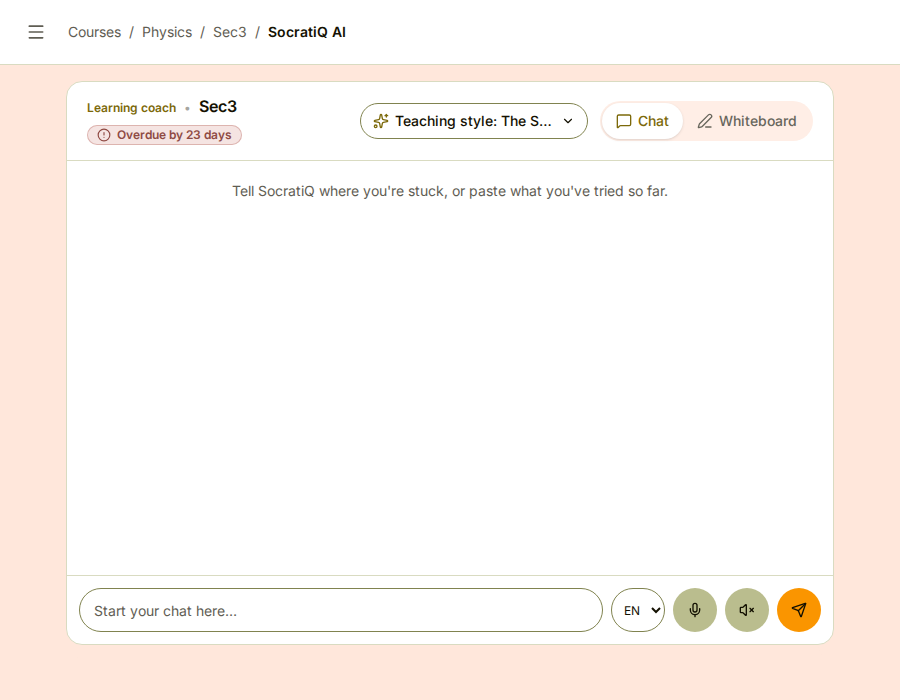 Courses / Physics / Sec3 / SocratiQ AI
Learning coach • Sec3
Overdue by 23 days
Teaching style: The S...
Chat
Whiteboard
Tell SocratiQ where you're stuck, or paste what you've tried so far.
Start your chat here...
EN